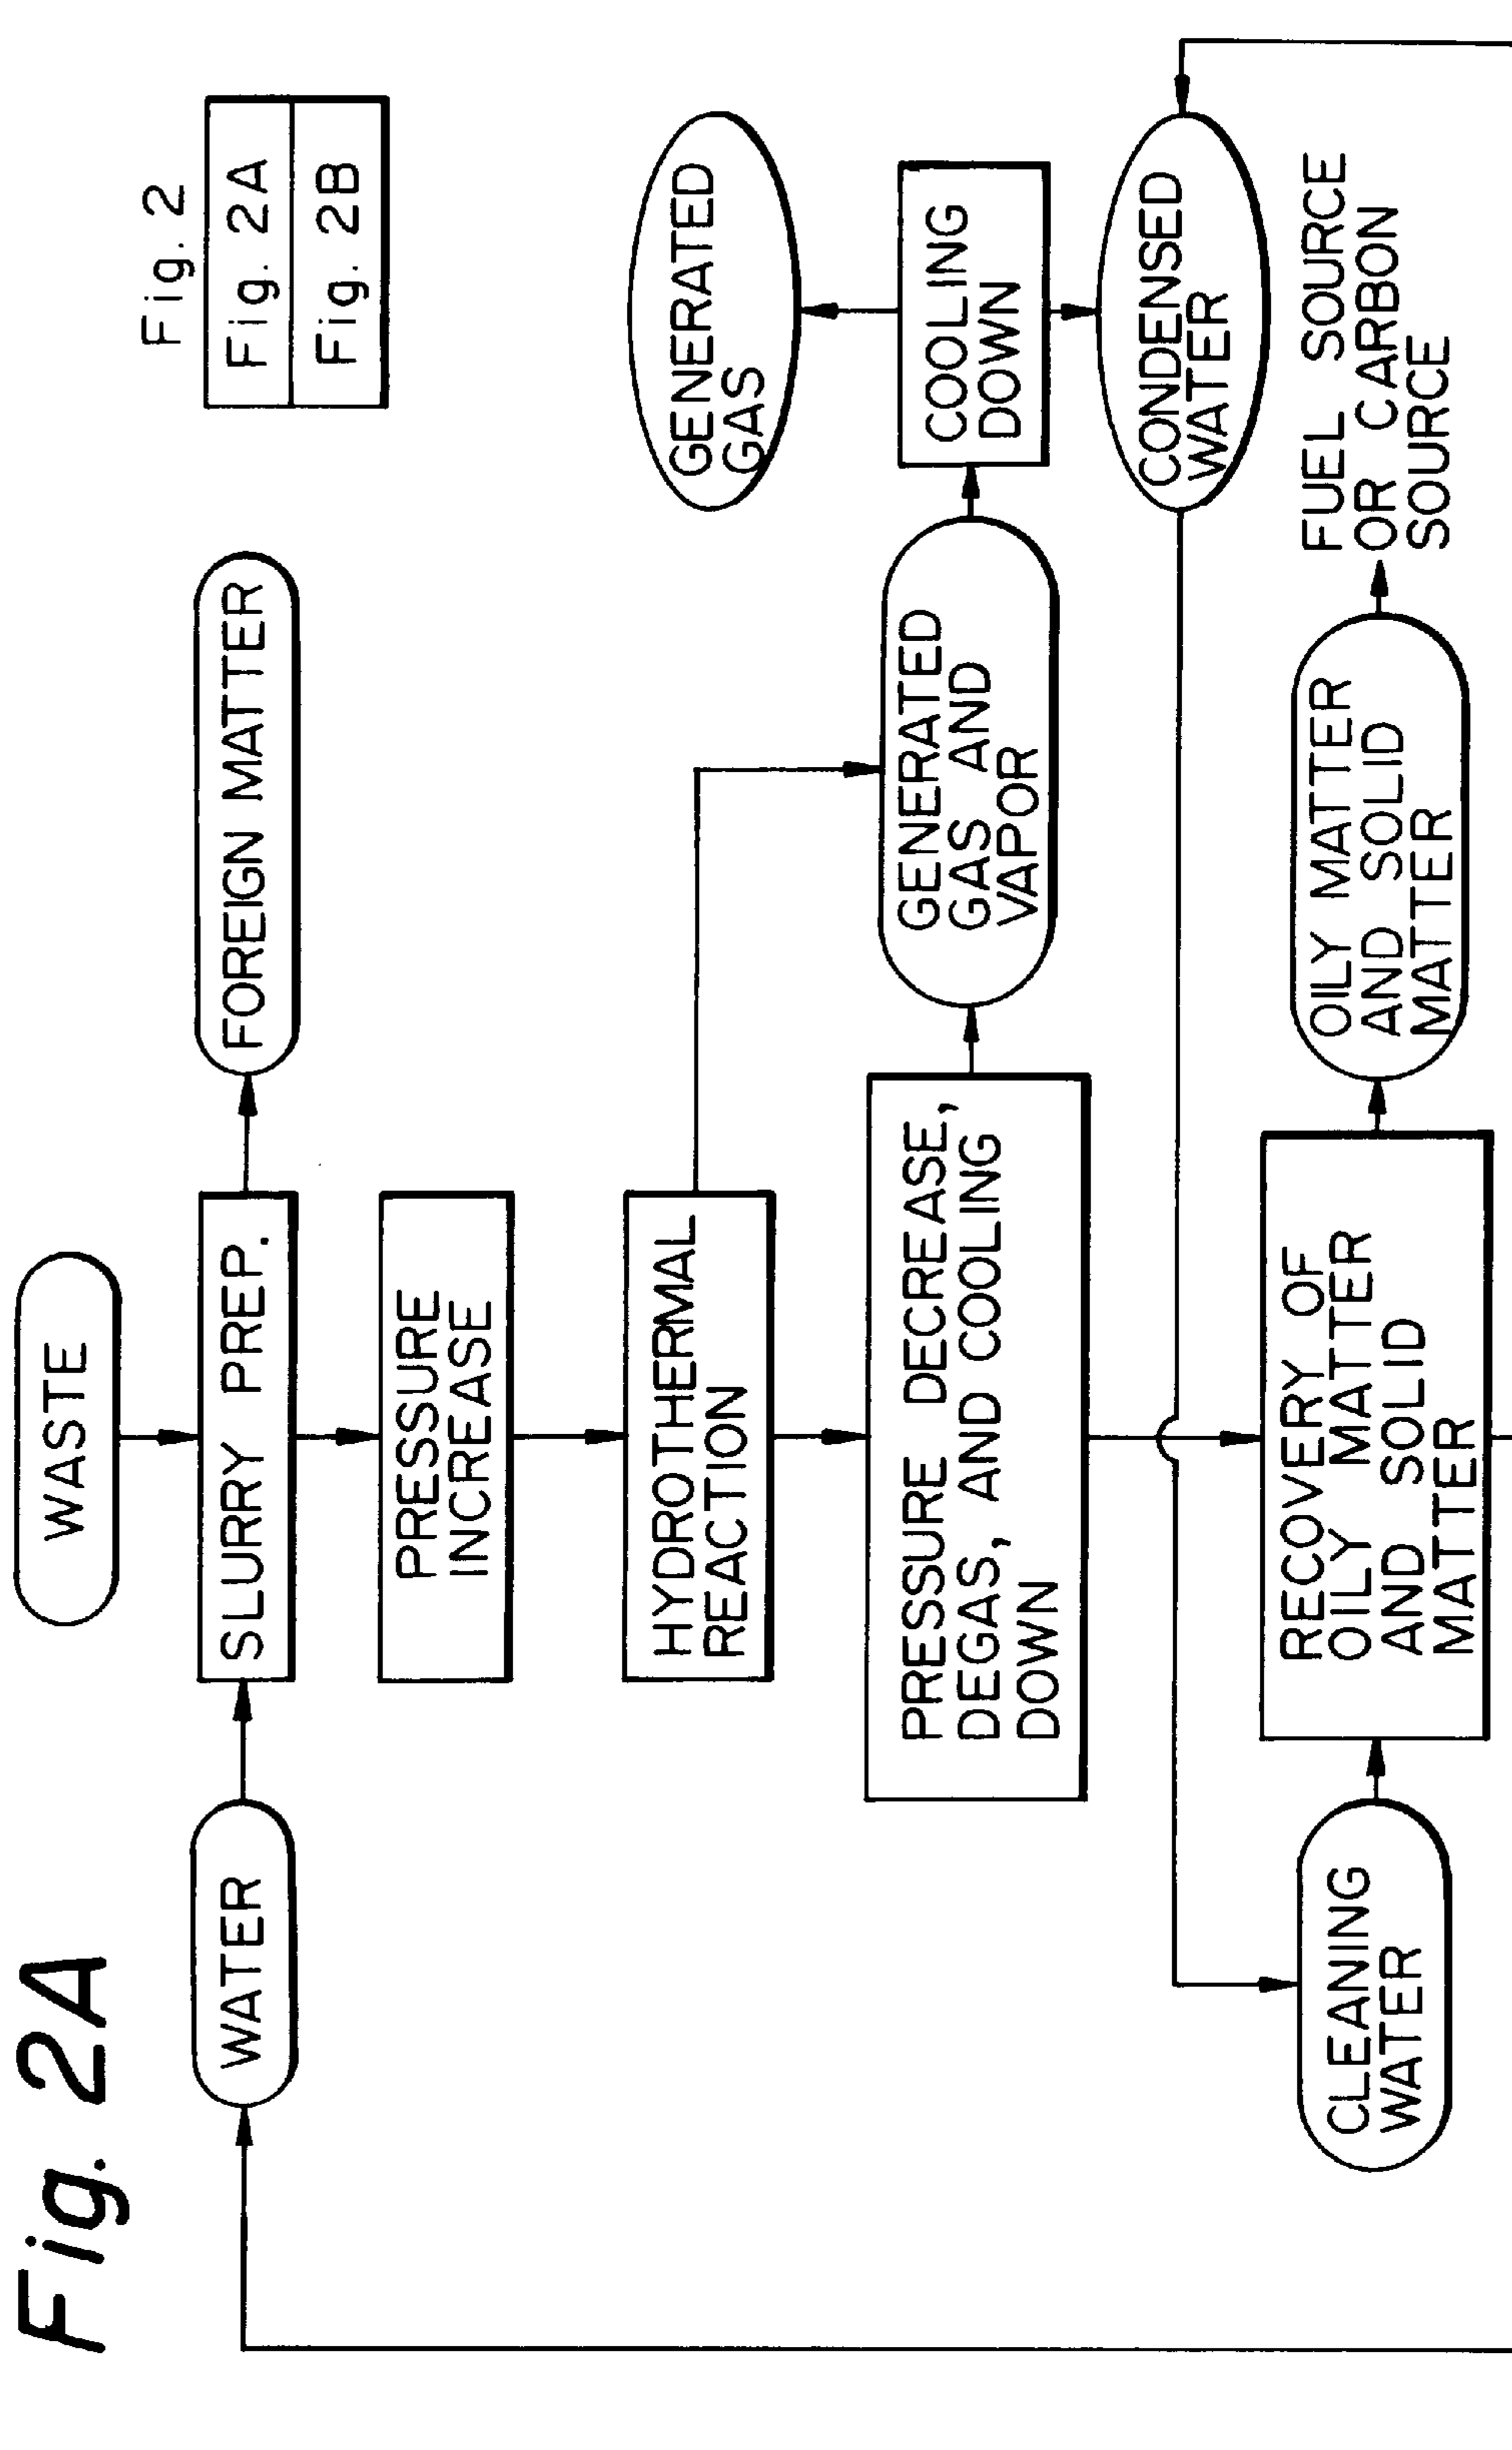 Fig. 2A
Fig. 2
Fig. 2A
Fig. 2B
WASTE
WATER
SLURRY PREP.
FOREIGN MATTER
PRESSURE
INCREASE
HYDROTHERMAL
REACTION
GENERATED
GAS
PRESSURE DECREASE,
DEGAS, AND COOLING
DOWN
GENERATED
GAS AND
VAPOR
COOLING
DOWN
CONDENSED
WATER
CLEANING
WATER
RECOVERY OF
OILY MATTER
AND SOLID
MATTER
OILY MATTER
AND SOLID
MATTER
FUEL SOURCE
OR CARBON
SOURCE